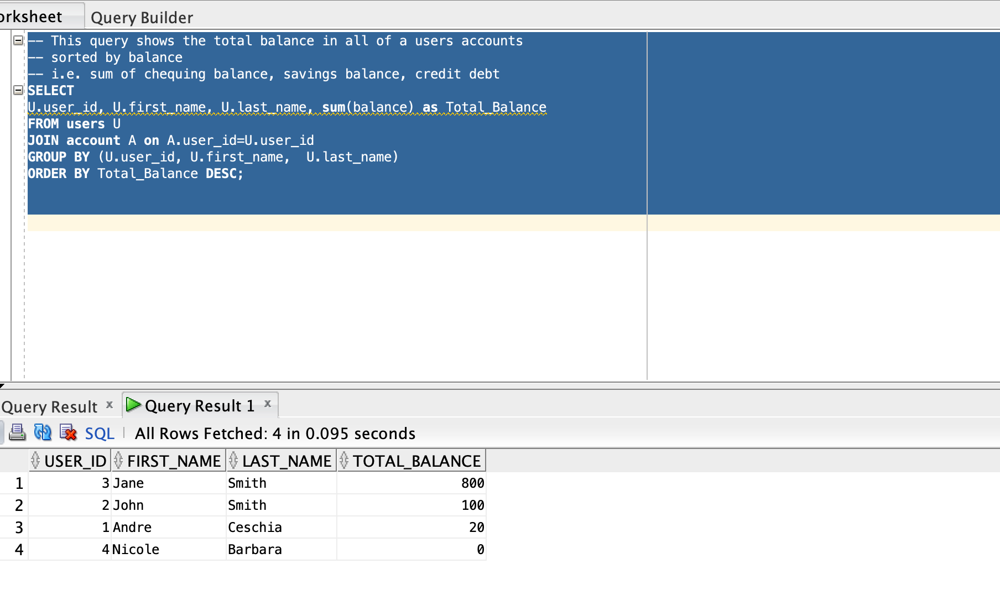 orksheet Query Builder
-- This query shows the total balance in all of a users accounts
-- sorted by balance
-- i.e. sum of chequing balance, savings balance, credit debt
SELECT
U.user_id, U.first_name, U.last_name, sum(balance) as Total_Balance
FROM users U
JOIN account A on A.user_id=U.user_id
GROUP BY (U.user_id, U.first_name,  U.last_name)
ORDER BY Total_Balance DESC;
Query Result x Query Result 1 x
SQL All Rows Fetched: 4 in 0.095 seconds
USER_ID FIRST_NAME LAST_NAME TOTAL_BALANCE
1 3 Jane Smith 800
2 2 John Smith 100
3 1 Andre Ceschia 20
4 4 Nicole Barbara 0